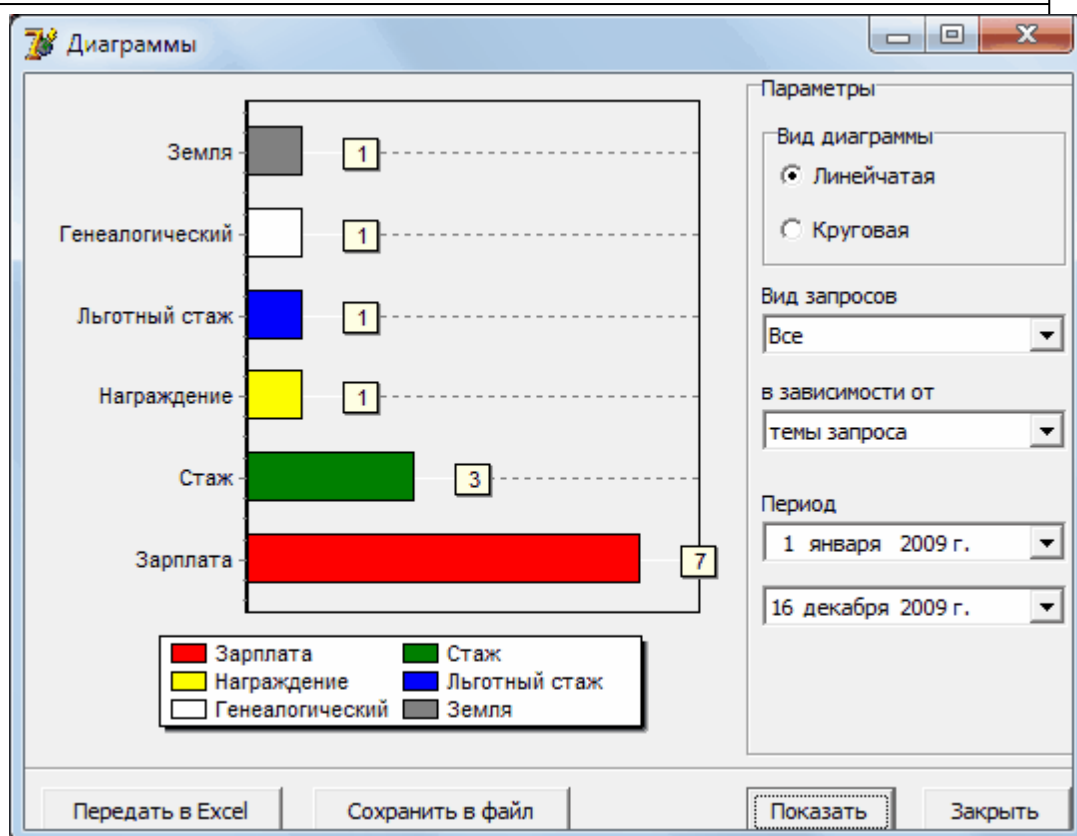 Диаграммы
Земля
1
Генеалогический
1
Льготный стаж
1
Награждение
1
Стаж
3
Зарплата
7
Зарплата
Стаж
Награждение
Льготный стаж
Генеалогический
Земля
Параметры
Вид диаграммы
Линейчатая
Круговая
Вид запросов
Все
в зависимости от
темы запроса
Период
1 января 2009 г.
16 декабря 2009 г.
Передать в Excel
Сохранить в файл
Показать
Закрыть